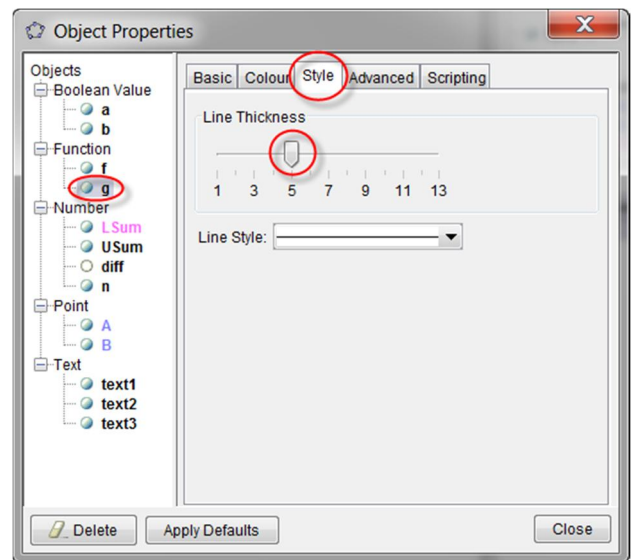 Object Properties
Objects
Boolean Value
a
b
Function
f
g
Number
LSum
USum
diff
n
Point
A
B
Text
text1
text2
text3
Basic Colour Style Advanced Scripting
Line Thickness
1 3 5 7 9 11 13
Line Style:
Delete Apply Defaults Close